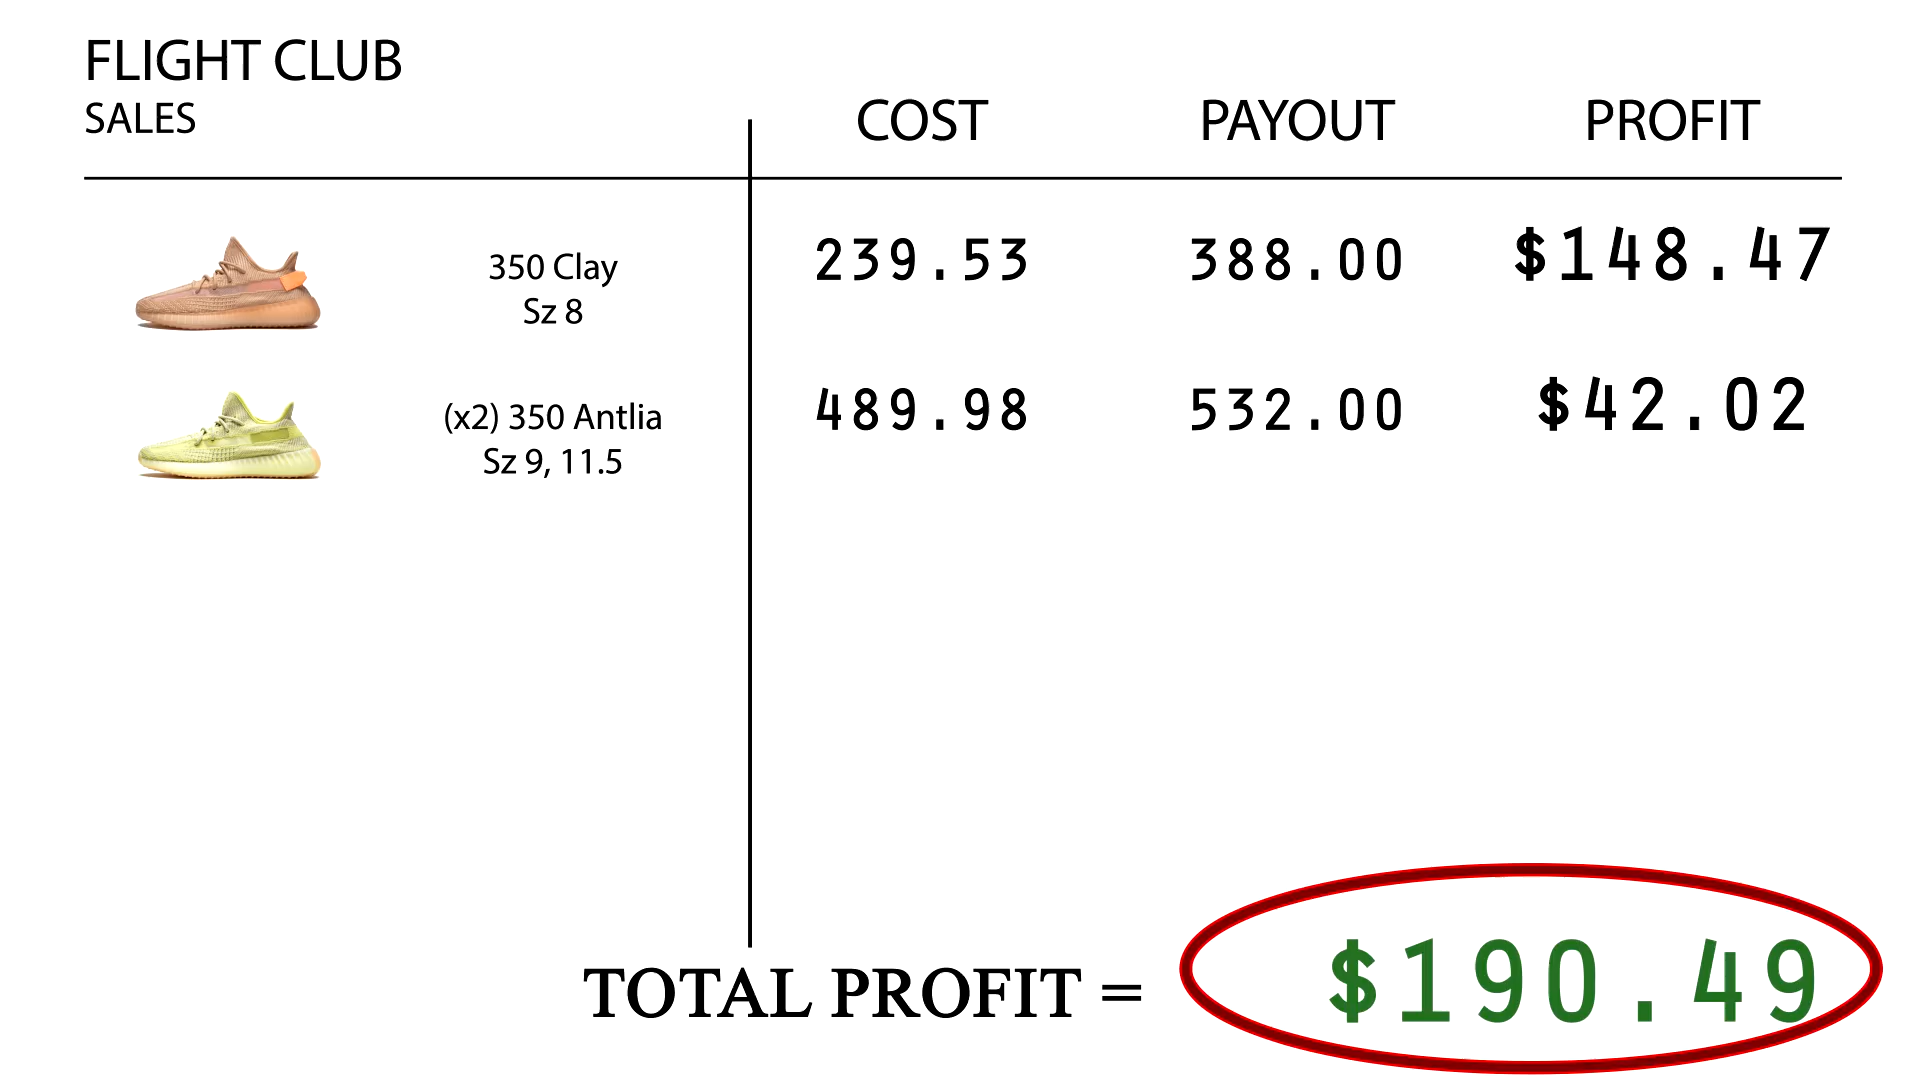 FLIGHT CLUB
SALES
COST PAYOUT PROFIT
350 Clay
Sz 8
239.53 388.00 $148.47
(x2) 350 Antlia
Sz 9, 11.5
489.98 532.00 $42.02
TOTAL PROFIT = $190.49